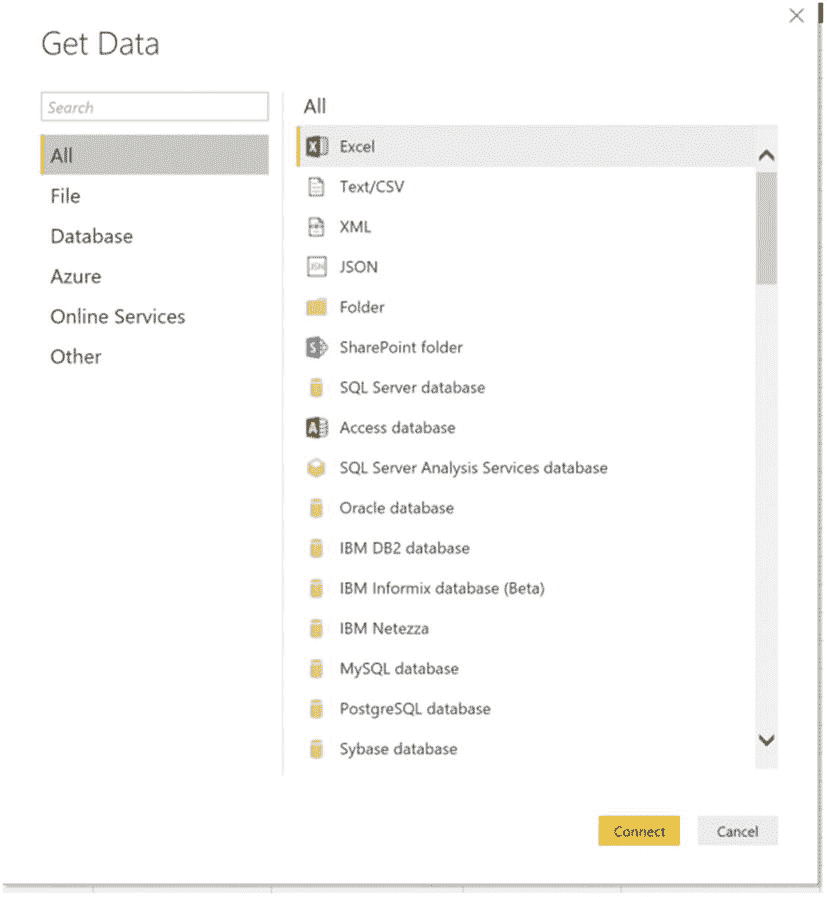 Get Data
Search
All
File
Database
Azure
Online Services
Other
All
Excel
Text/CSV
XML
JSON
Folder
SharePoint folder
SQL Server database
Access database
SQL Server Analysis Services database
Oracle database
IBM DB2 database
IBM Informix database (Beta)
IBM Netezza
MySQL database
PostgreSQL database
Sybase database
Connect
Cancel